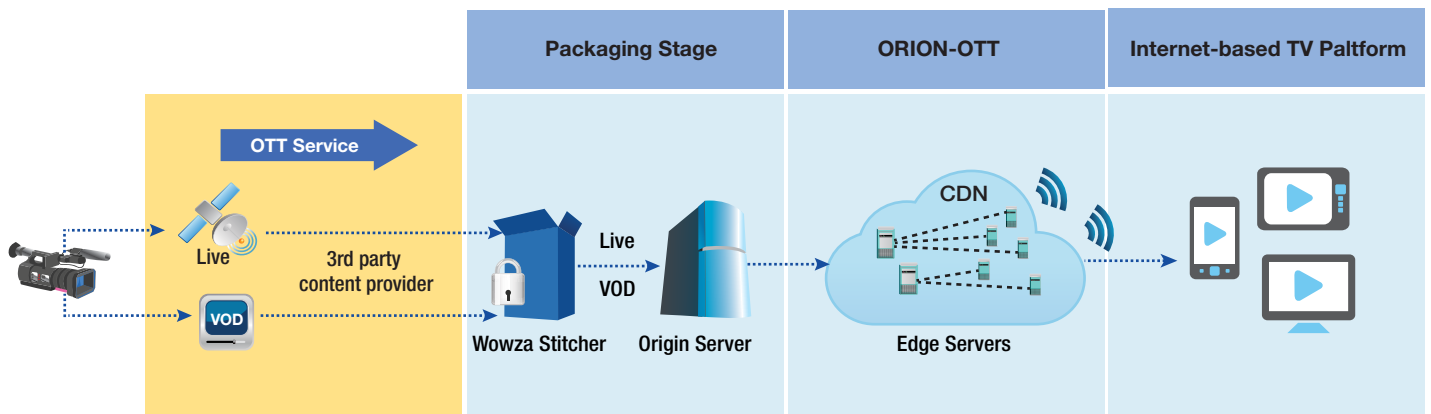 Packaging Stage
ORION-OTT
Internet-based TV Paltform
OTT Service
Live
3rd party
content provider
VOD
Live
VOD
Wowza Stitcher
Origin Server
CDN
Edge Servers